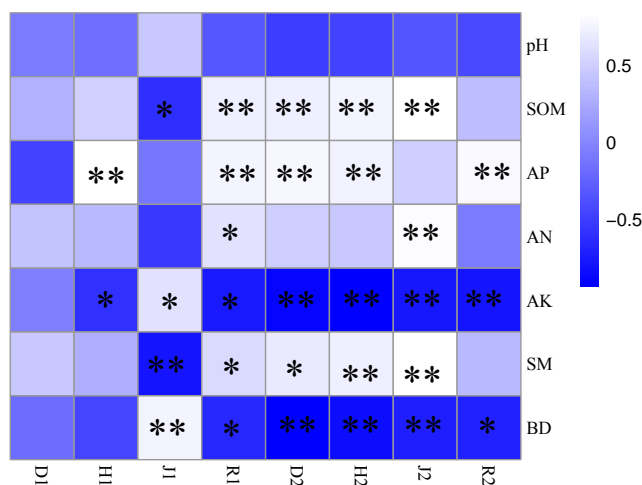 pH
0.5
* ** ** ** ** SOM
0
** ** ** ** ** AP
-0.5
* ** AN
* * * ** ** ** ** AK
** * * ** ** SM
** * ** ** ** * BD
D1 H1 J1 R1 D2 H2 J2 R2